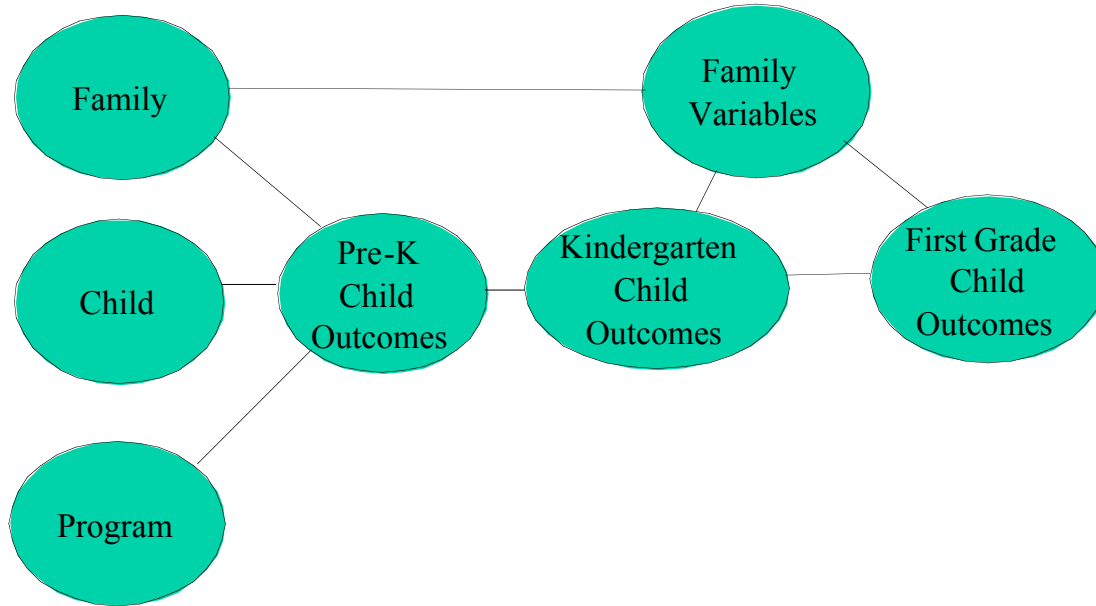 Family
Family
Variables
Child
Pre-K
Child
Outcomes
Kindergarten
Child
Outcomes
First Grade
Child
Outcomes
Program